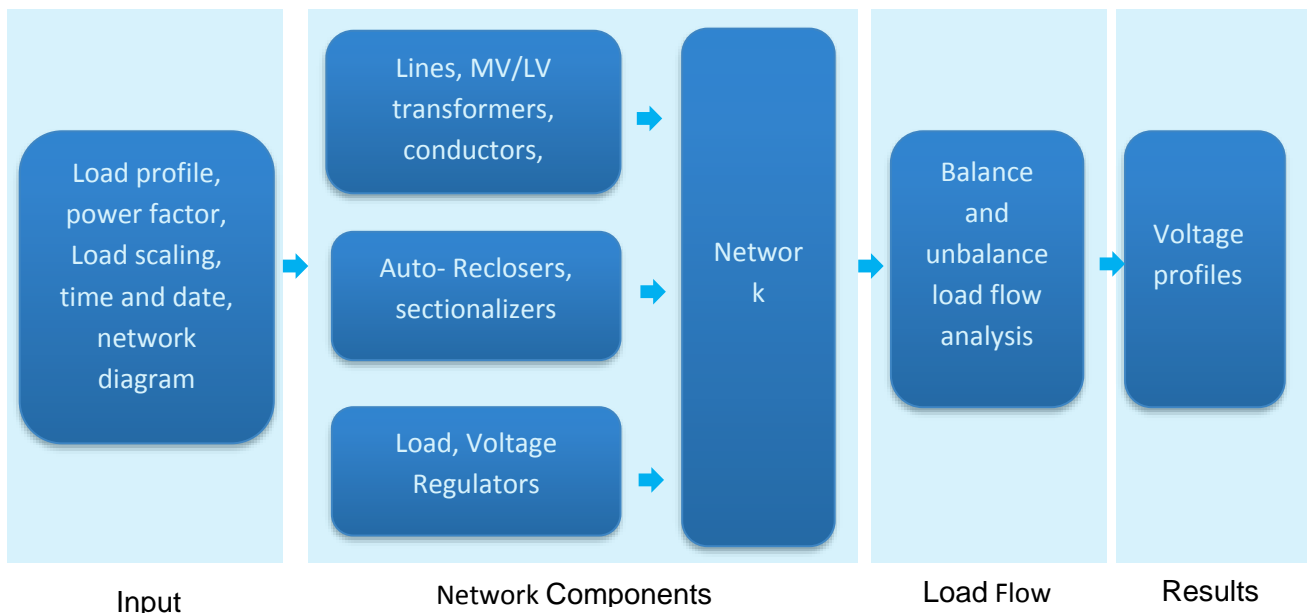 Load profile,
power factor,
Load scaling,
time and date,
network
diagram
Lines, MV/LV
transformers,
conductors,
Auto- Reclosers,
sectionalizers
Load, Voltage
Regulators
Networ
k
Balance
and
unbalance
load flow
analysis
Voltage
profiles
Input
Network Components
Load Flow
Results